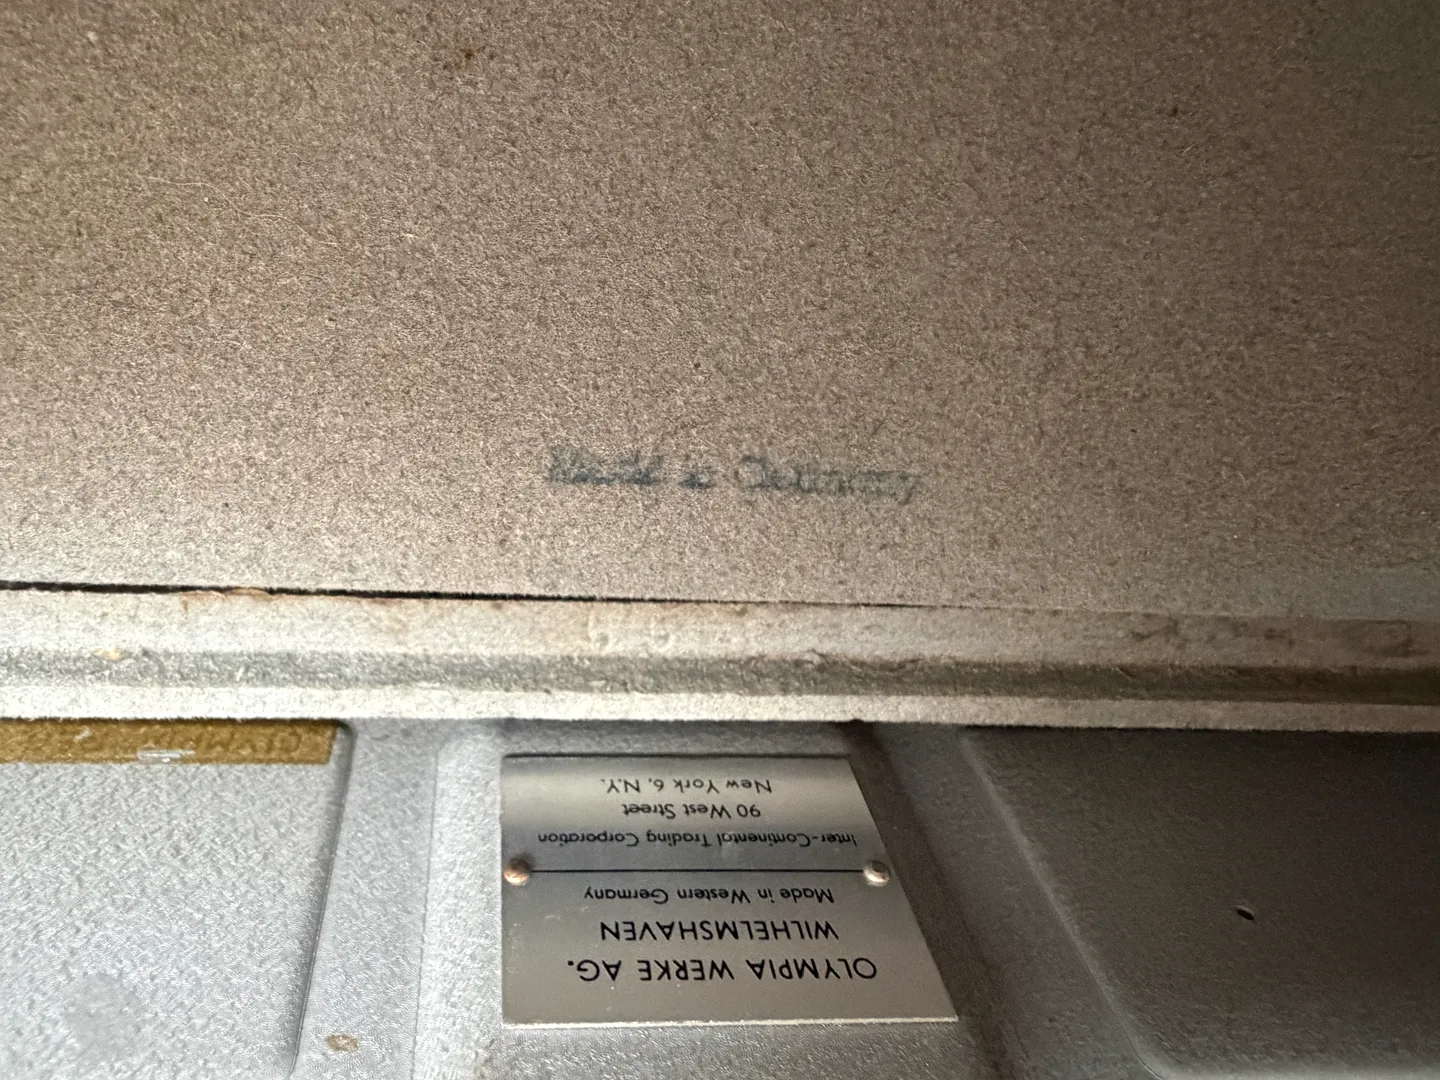 Made in Germany
OLYMPIA WERKE AG.
WILHELMSHAVEN
Made in Western Germany
Inter-Continental Trading Corporation
90 West Street
New York 6, N.Y.
OLYMPIA